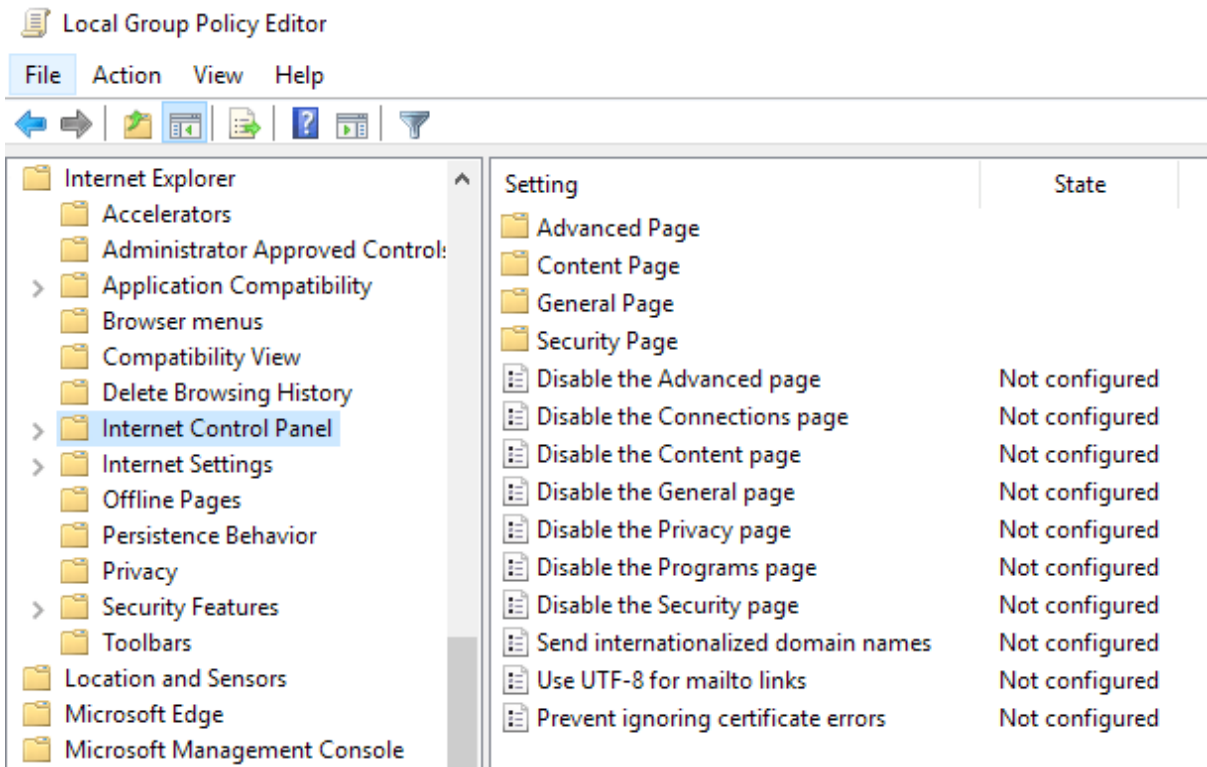 Local Group Policy Editor
File Action View Help
Internet Explorer
Accelerators
Administrator Approved Control
Application Compatibility
Browser menus
Compatibility View
Delete Browsing History
Internet Control Panel
Internet Settings
Offline Pages
Persistence Behavior
Privacy
Security Features
Toolbars
Location and Sensors
Microsoft Edge
Microsoft Management Console
Setting State
Advanced Page
Content Page
General Page
Security Page
Disable the Advanced page Not configured
Disable the Connections page Not configured
Disable the Content page Not configured
Disable the General page Not configured
Disable the Privacy page Not configured
Disable the Programs page Not configured
Disable the Security page Not configured
Send internationalized domain names Not configured
Use UTF-8 for mailto links Not configured
Prevent ignoring certificate errors Not configured